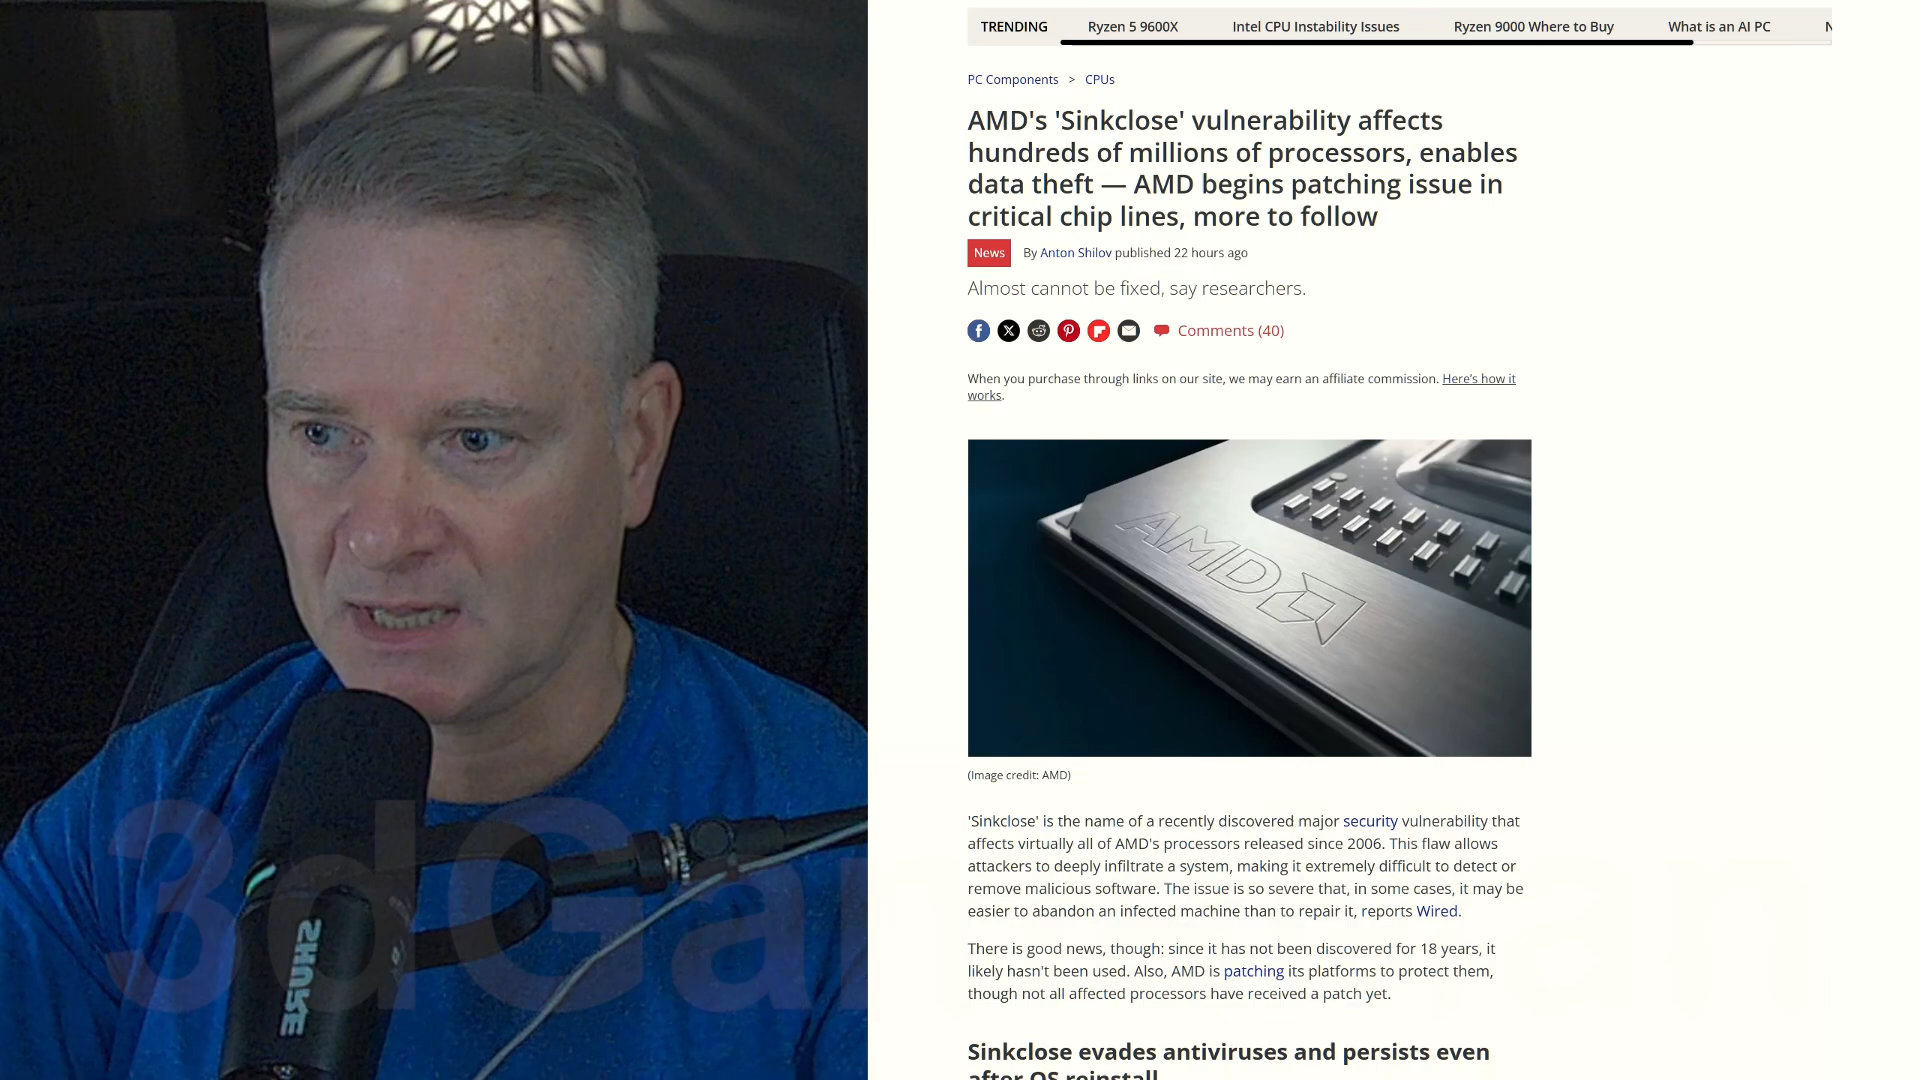 TRENDING Ryzen 5 9600X Intel CPU Instability Issues Ryzen 9000 Where to Buy What is an AI PC
PC Components > CPUs
AMD's 'Sinkclose' vulnerability affects
hundreds of millions of processors, enables
data theft — AMD begins patching issue in
critical chip lines, more to follow
News By Anton Shilov published 22 hours ago
Almost cannot be fixed, say researchers.
Comments (40)
When you purchase through links on our site, we may earn an affiliate commission. Here's how it
works.
AMD
(Image credit: AMD)
'Sinkclose' is the name of a recently discovered major security vulnerability that
affects virtually all of AMD's processors released since 2006. This flaw allows
attackers to deeply infiltrate a system, making it extremely difficult to detect or
remove malicious software. The issue is so severe that, in some cases, it may be
easier to abandon an infected machine than to repair it, reports Wired.
There is good news, though: since it has not been discovered for 18 years, it
likely hasn't been used. Also, AMD is patching its platforms to protect them,
though not all affected processors have received a patch yet.
Sinkclose evades antiviruses and persists even
after OS reinstall
SHURE